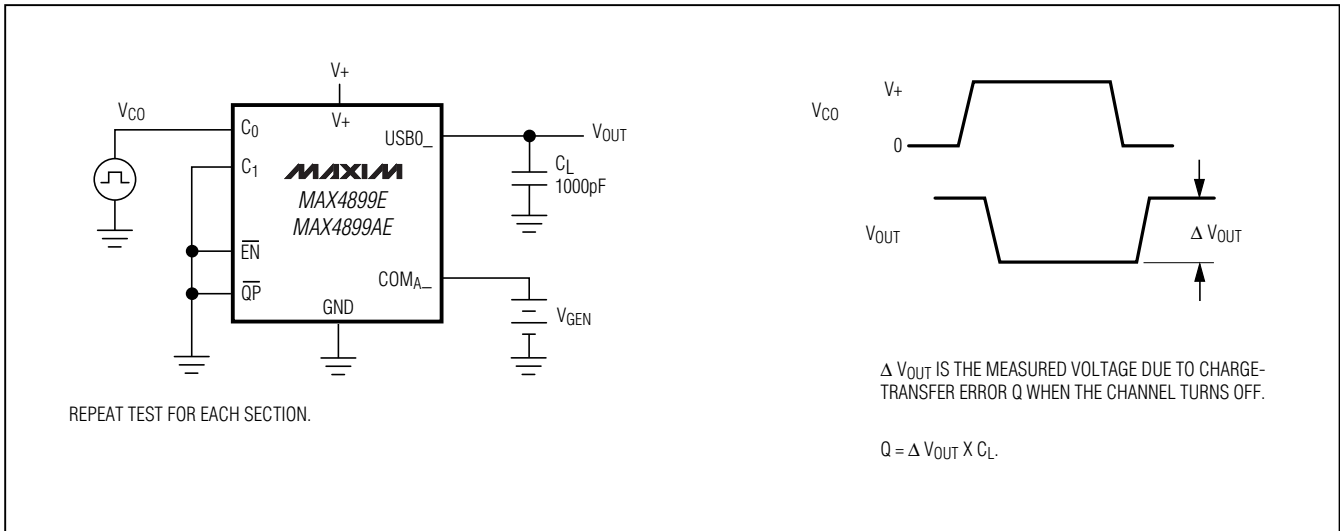 V+
V+
VCO
C0
C1
MAXIM
MAX4899E
MAX4899AE
E̅N̅
Q̅P̅
GND
USB0_
COMA_
VOUT
CL
1000pF
VGEN
REPEAT TEST FOR EACH SECTION.
VCO
V+
0
VOUT
Δ VOUT
Δ VOUT IS THE MEASURED VOLTAGE DUE TO CHARGE-
TRANSFER ERROR Q WHEN THE CHANNEL TURNS OFF.
Q = Δ VOUT X CL.